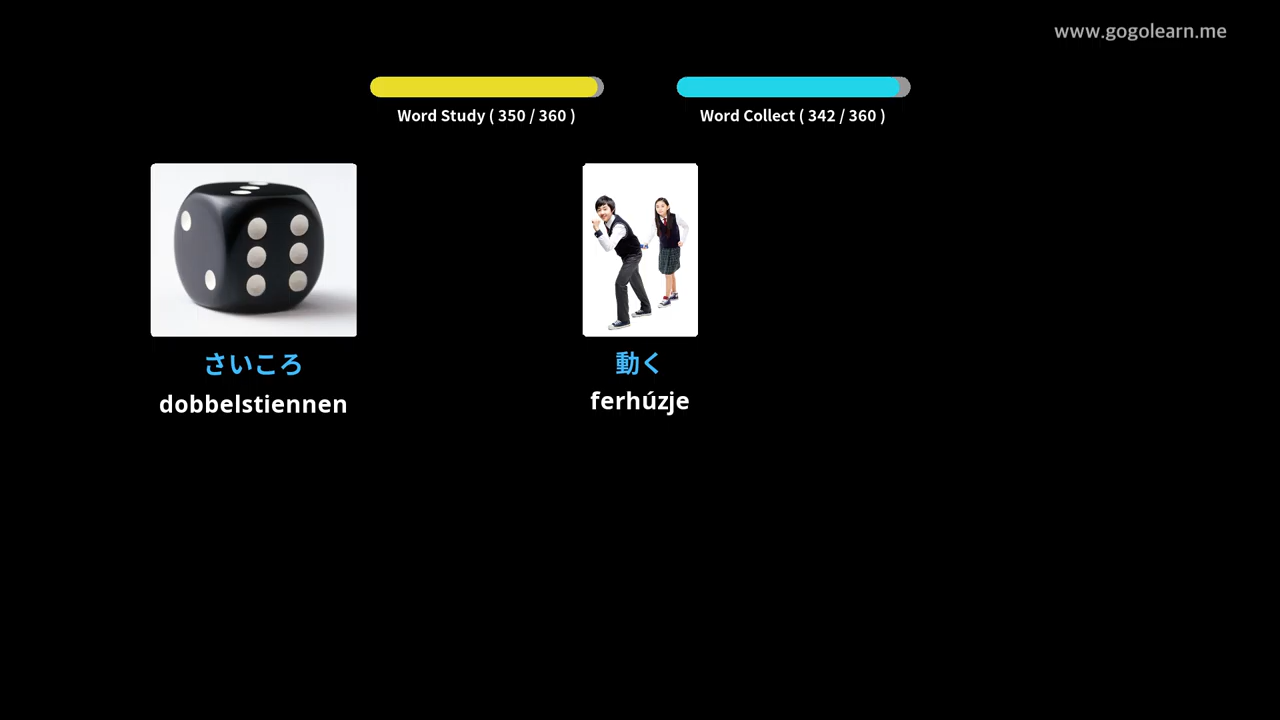 www.gogolearn.me
Word Study ( 350 / 360 )
Word Collect ( 342 / 360 )
さいころ
dobbelstiennen
動く
ferhúzje